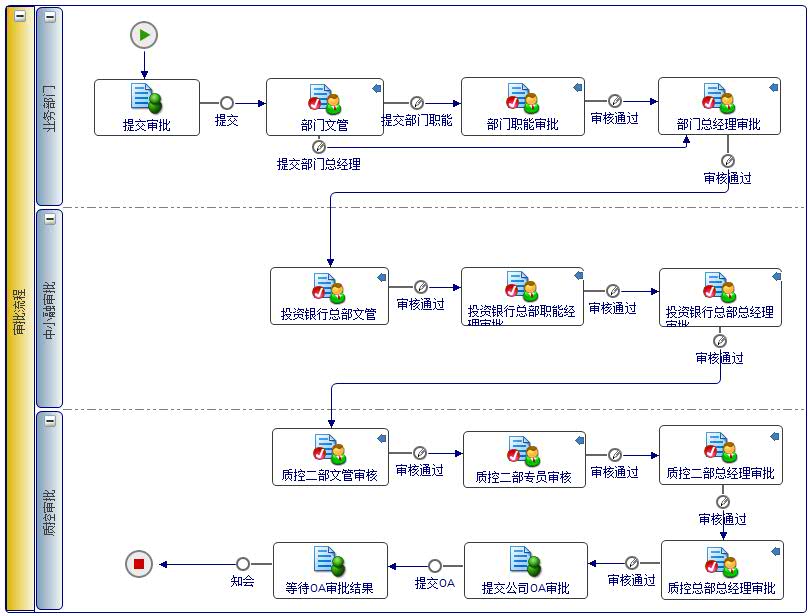 审批流程
业务部门
提交审批
提交
部门文管
提交部门职能
部门职能审批
审核通过
部门总经理审批
提交部门总经理
审核通过
中小融审批
投资银行总部文管
审核通过
投资银行总部职能经
理审批
审核通过
投资银行总部总经理
审批
审核通过
质控审批
质控二部文管审核
审核通过
质控二部专员审核
审核通过
质控二部总经理审批
审核通过
知会
等待OA审批结果
提交OA
提交公司OA审批
审核通过
质控总部总经理审批